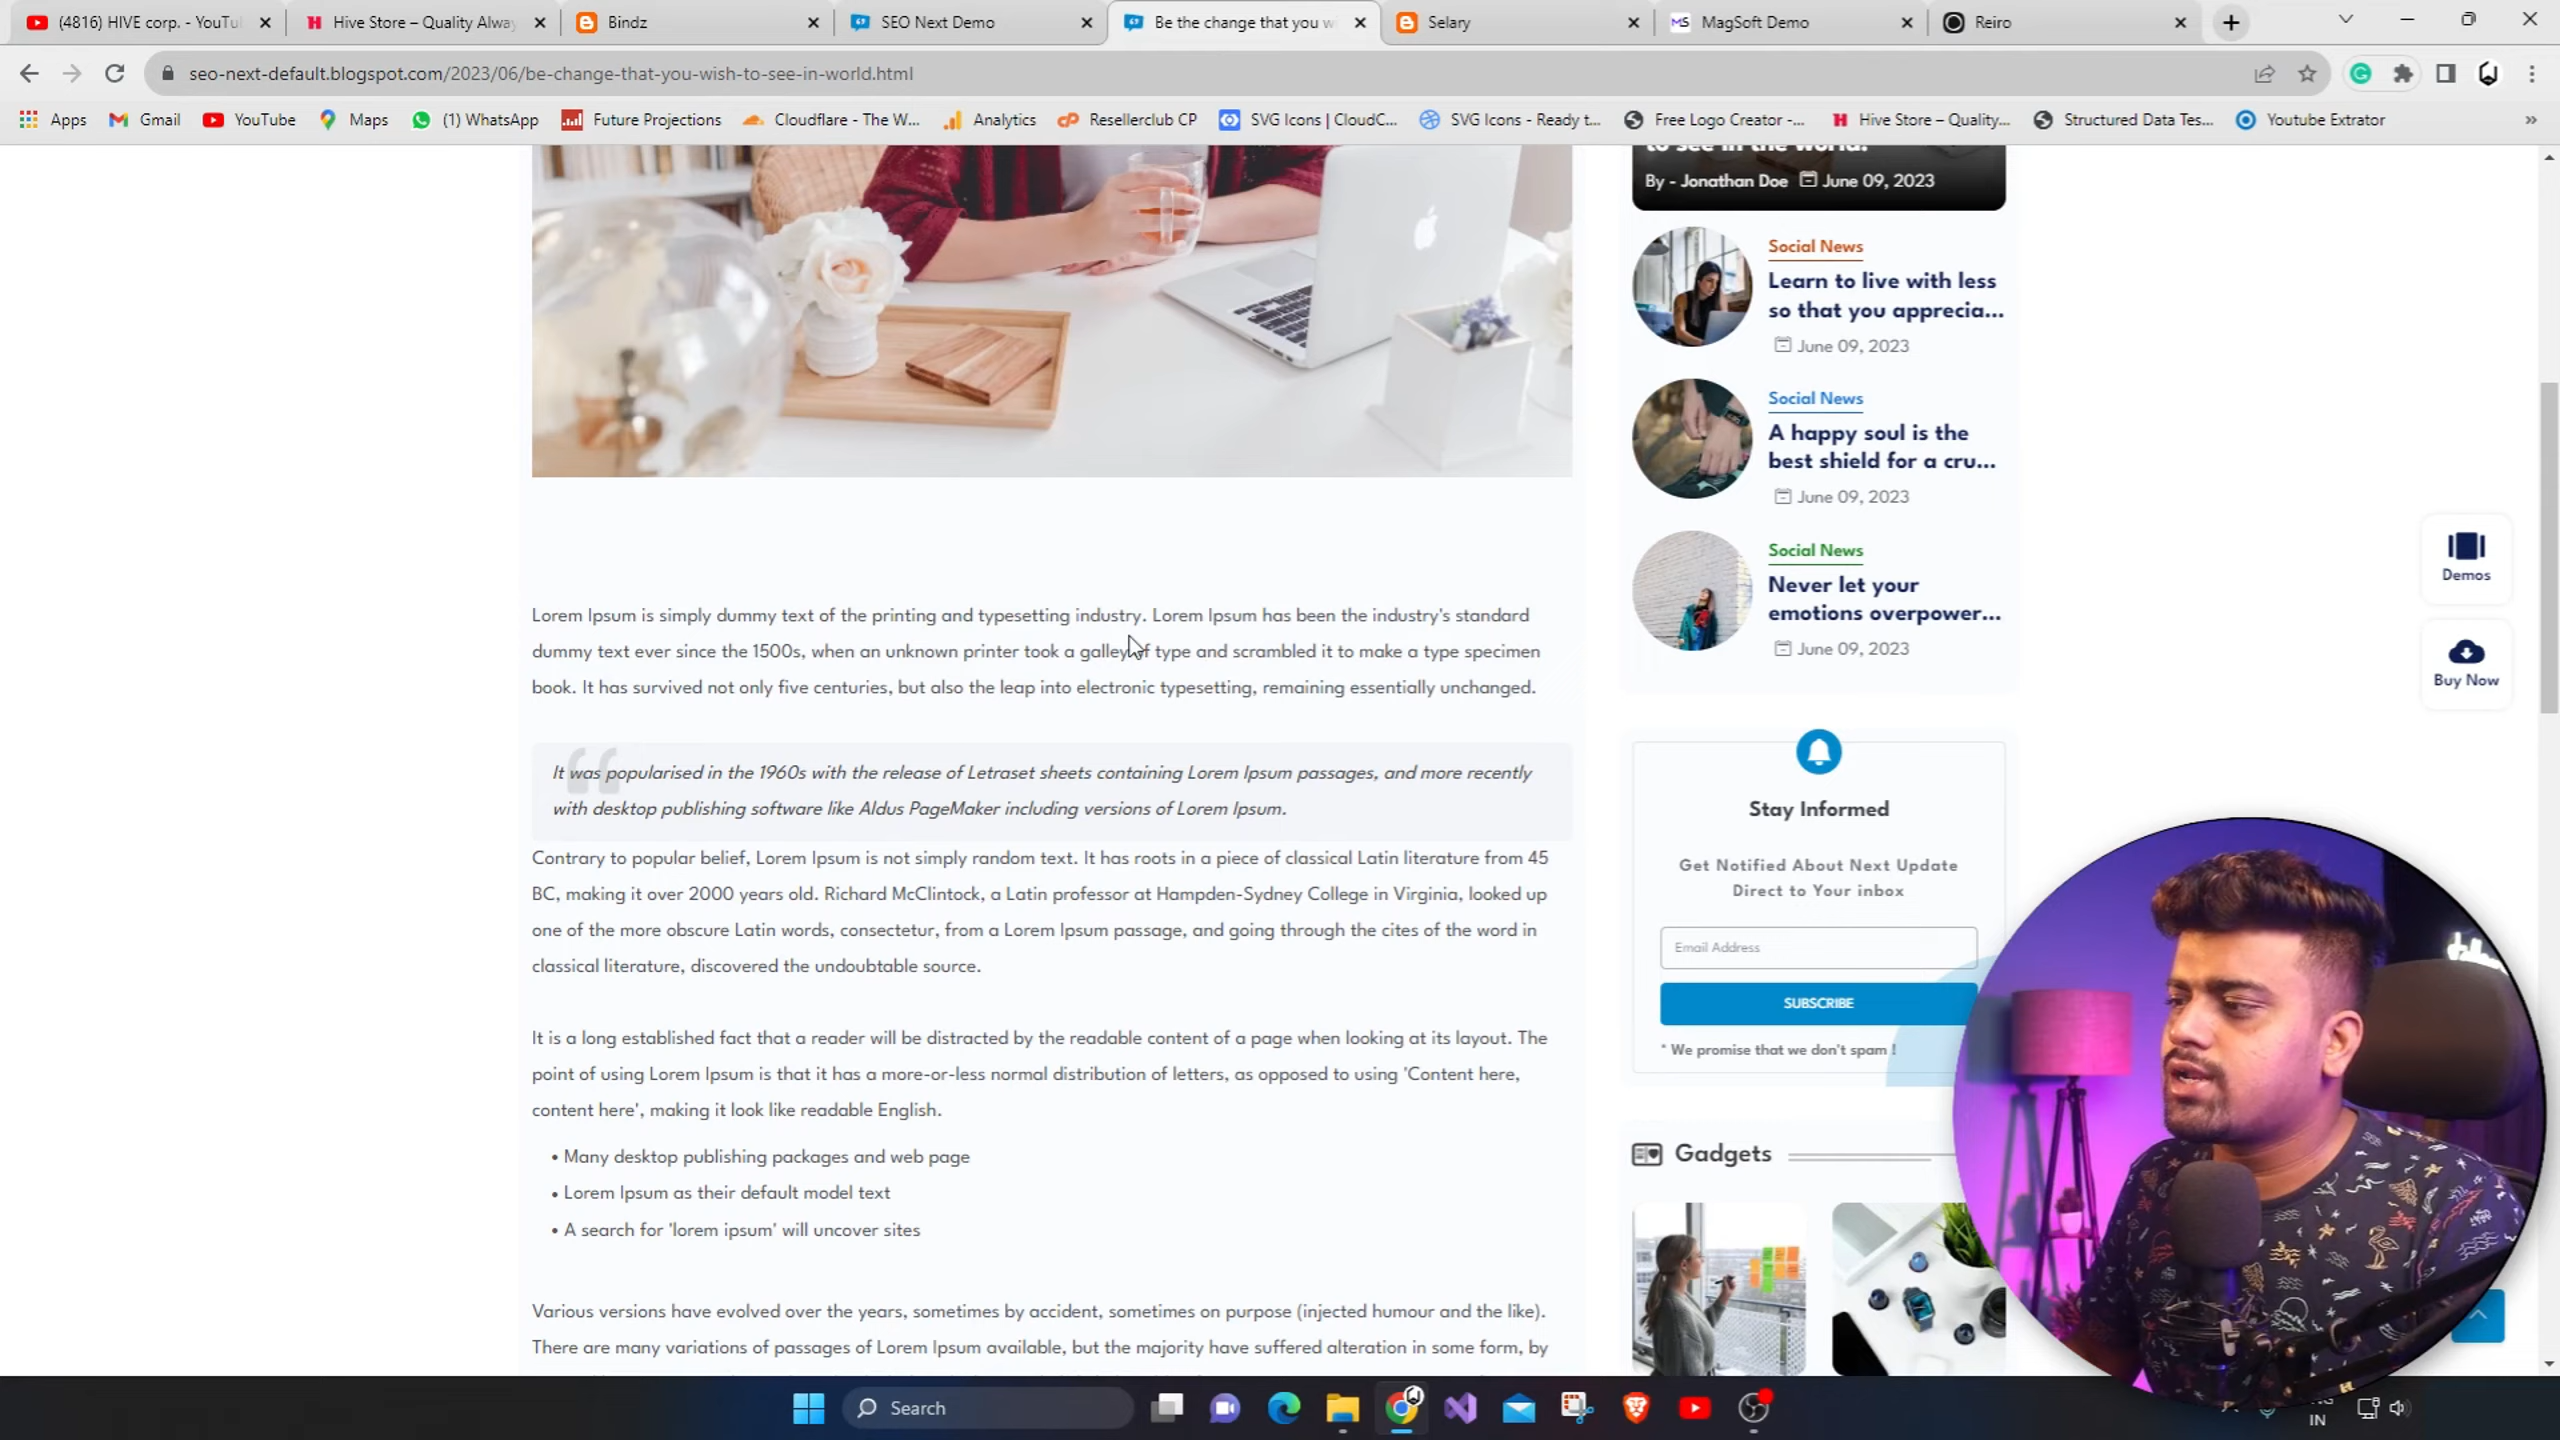 (4816) HIVE corp. - YouTu
Hive Store – Quality Alwa
Bindz
SEO Next Demo
Be the change that you wi
Selary
MS
MagSoft Demo
Reiro
seo-next-default.blogspot.com/2023/06/be-change-that-you-wish-to-see-in-world.html
Apps
Gmail
YouTube
Maps
(1) WhatsApp
Future Projections
Cloudflare - The W...
Analytics
Resellerclub CP
SVG Icons | CloudC...
SVG Icons - Ready t...
Free Logo Creator -...
Hive Store – Quality...
Structured Data Tes...
Youtube Extrator
»
to see in the world.
By - Jonathan Doe June 09, 2023
Social News
Learn to live with less
so that you apprecia...
June 09, 2023
Social News
A happy soul is the
best shield for a cru...
June 09, 2023
Social News
Never let your
emotions overpower...
June 09, 2023
Demos
Buy Now
Lorem Ipsum is simply dummy text of the printing and typesetting industry. Lorem Ipsum has been the industry's standard
dummy text ever since the 1500s, when an unknown printer took a galley of type and scrambled it to make a type specimen
book. It has survived not only five centuries, but also the leap into electronic typesetting, remaining essentially unchanged.
It was popularised in the 1960s with the release of Letraset sheets containing Lorem Ipsum passages, and more recently
with desktop publishing software like Aldus PageMaker including versions of Lorem Ipsum.
Contrary to popular belief, Lorem Ipsum is not simply random text. It has roots in a piece of classical Latin literature from 45
BC, making it over 2000 years old. Richard McClintock, a Latin professor at Hampden-Sydney College in Virginia, looked up
one of the more obscure Latin words, consectetur, from a Lorem Ipsum passage, and going through the cites of the word in
classical literature, discovered the undoubtable source.
It is a long established fact that a reader will be distracted by the readable content of a page when looking at its layout. The
point of using Lorem Ipsum is that it has a more-or-less normal distribution of letters, as opposed to using 'Content here,
content here', making it look like readable English.
• Many desktop publishing packages and web page
• Lorem Ipsum as their default model text
• A search for 'lorem ipsum' will uncover sites
Various versions have evolved over the years, sometimes by accident, sometimes on purpose (injected humour and the like).
There are many variations of passages of Lorem Ipsum available, but the majority have suffered alteration in some form, by
Stay Informed
Get Notified About Next Update
Direct to Your inbox
Email Address
SUBSCRIBE
* We promise that we don't spam !
Gadgets
Search
IN